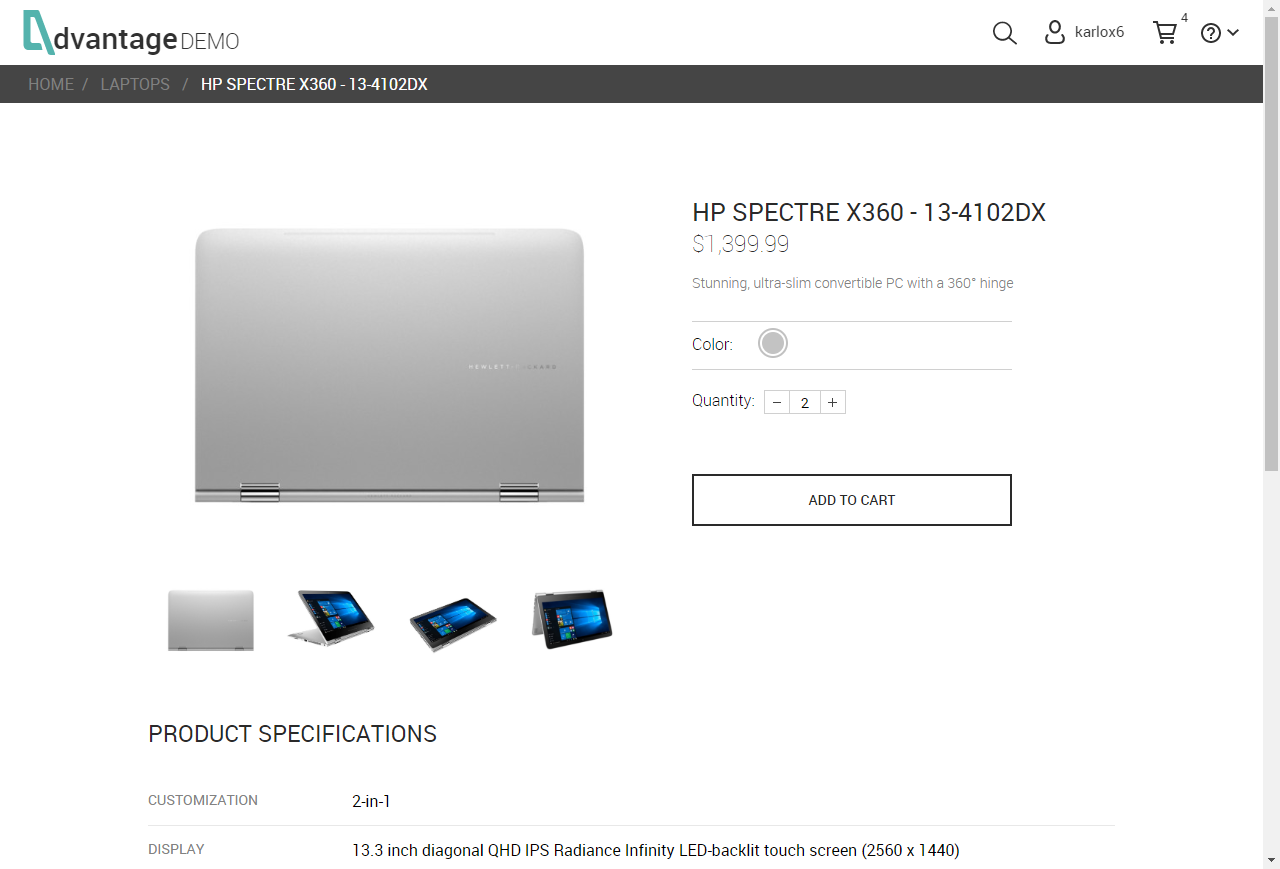 dvantage DEMO
karlox6
4
HOME / LAPTOPS / HP SPECTRE X360 - 13-4102DX
HP SPECTRE X360 - 13-4102DX
$1,399.99
Stunning, ultra-slim convertible PC with a 360° hinge
Color:
Quantity: − 2 +
ADD TO CART
PRODUCT SPECIFICATIONS
CUSTOMIZATION 2-in-1
DISPLAY 13.3 inch diagonal QHD IPS Radiance Infinity LED-backlit touch screen (2560 x 1440)